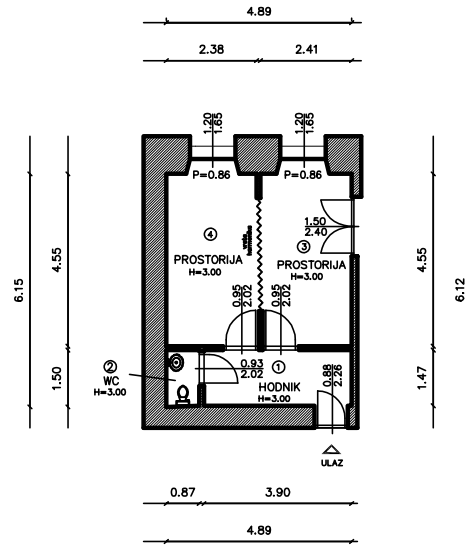 4.89
2.38
2.41
1.20
1.65
1.20
1.65
P=0.86
P=0.86
4
PROSTORIJA
H=3.00
1.50
2.40
3
PROSTORIJA
H=3.00
4.55
6.15
4.55
6.12
0.95
2.02
0.95
2.02
2
WC
H=3.00
0.93
2.02
1
HODNIK
H=3.00
0.88
2.26
1.50
1.47
ULAZ
0.87
3.90
4.89